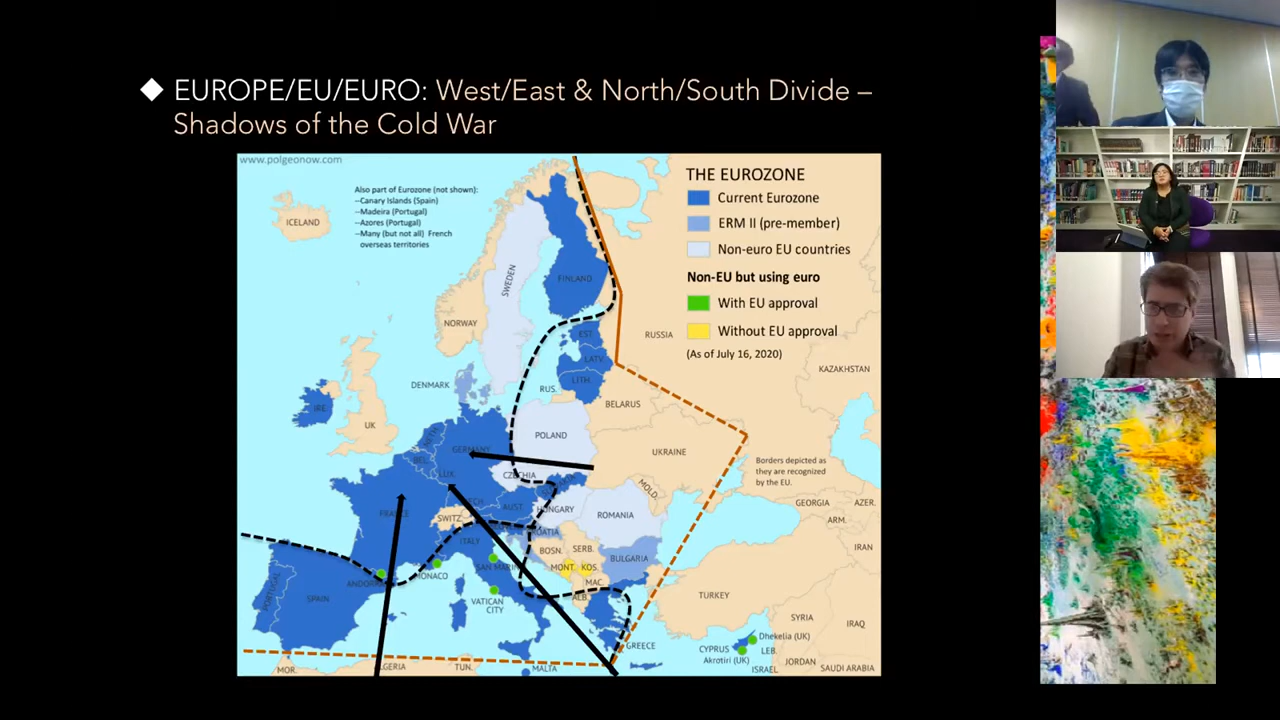 EUROPE/EU/EURO: West/East & North/South Divide –
Shadows of the Cold War
www.polgeonow.com
Also part of Eurozone (not shown):
--Canary Islands (Spain)
--Madeira (Portugal)
--Azores (Portugal)
--Many (but not all) French
overseas territories
THE EUROZONE
Current Eurozone
ERM II (pre-member)
Non-euro EU countries
Non-EU but using euro
With EU approval
Without EU approval
(As of July 16, 2020)
ICELAND
SWEDEN
FINLAND
NORWAY
RUSSIA
EST.
LATV.
LITH.
KAZAKHSTAN
DENMARK
RUS.
BELARUS
IRE.
UK
POLAND
NETH.
BEL.
GERMANY
UKRAINE
LUX.
CZECHIA
Borders depicted as
they are recognized
by the EU.
MOLD.
FRANCE
AUST.
HUNGARY
SWITZ.
ROMANIA
GEORGIA
AZER.
ARM.
ITALY
CROATIA
BOSN.
SERB.
IRAN
BULGARIA
MONT.
KOS.
SAN MARINO
MONACO
ANDORRA
MAC.
ALB.
PORTUGAL
SPAIN
VATICAN
CITY
TURKEY
SYRIA
IRAQ
GREECE
Dhekelia (UK)
CYPRUS
LEB.
Akrotiri (UK)
JORDAN
ISRAEL
SAUDI ARABIA
MOR.
ALGERIA
TUN.
MALTA